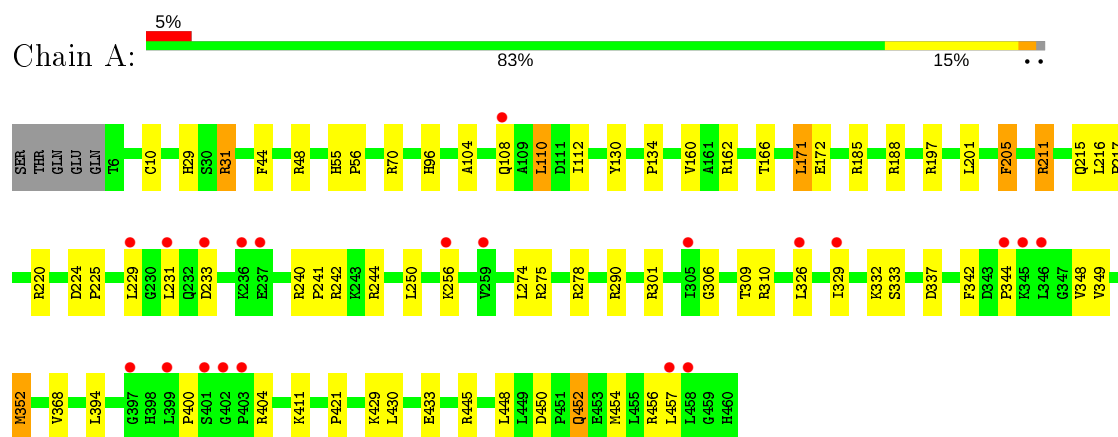 5%
Chain A:
83% 15% • •
SER THR GLN GLU GLN T6 C10 H29 S30 R31 F44 R48 H55 P56 R70 H96 A104 Q108 A109 L110 D111 I112 Y130 P134 V160 A161 R162 T166 L171 E172 R185 R188 R197 L201 F205 R211 Q215 L216 P217
R220 D224 P225 L229 G230 L231 Q232 D233 K236 E237 R240 P241 R242 K243 R244 L250 K256 V259 L274 R275 R278 R290 R301 I305 G306 T309 R310 L326 I329 K332 S333 D337 F342 D343 P344 K345 L346 G347 V348 V349
M352 V368 L394 G397 H398 L399 P400 S401 G402 P403 R404 K411 P421 K429 L430 E433 R445 L448 L449 D450 P451 Q452 E453 M454 L455 R456 L457 L458 G459 H460